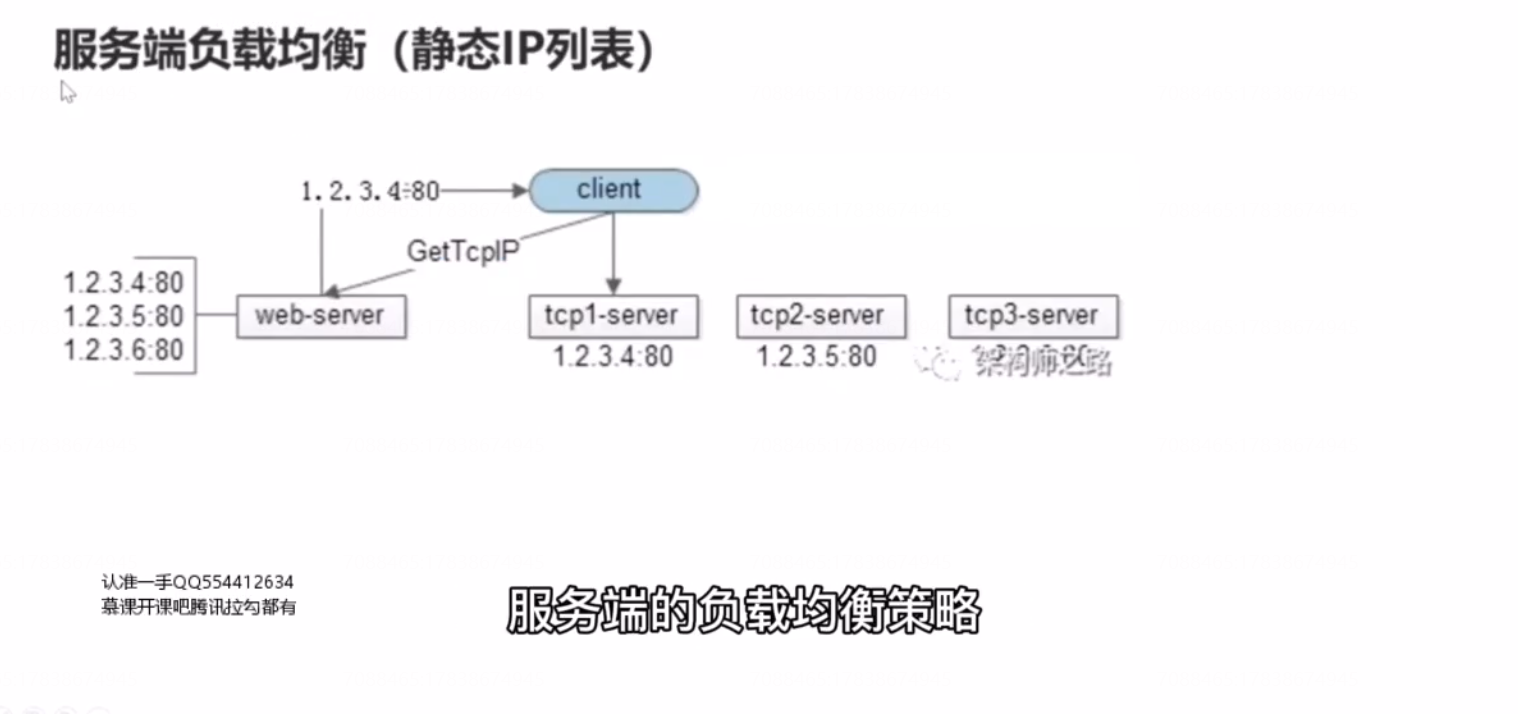 服务端负载均衡（静态IP列表）
1.2.3.4:80
client
GetTcpIP
1.2.3.4:80
1.2.3.5:80
1.2.3.6:80
web-server
tcp1-server
tcp2-server
tcp3-server
1.2.3.4:80
1.2.3.5:80
架构师之路
认准一手QQ554412634
慕课开课吧腾讯拉勾都有
服务端的负载均衡策略